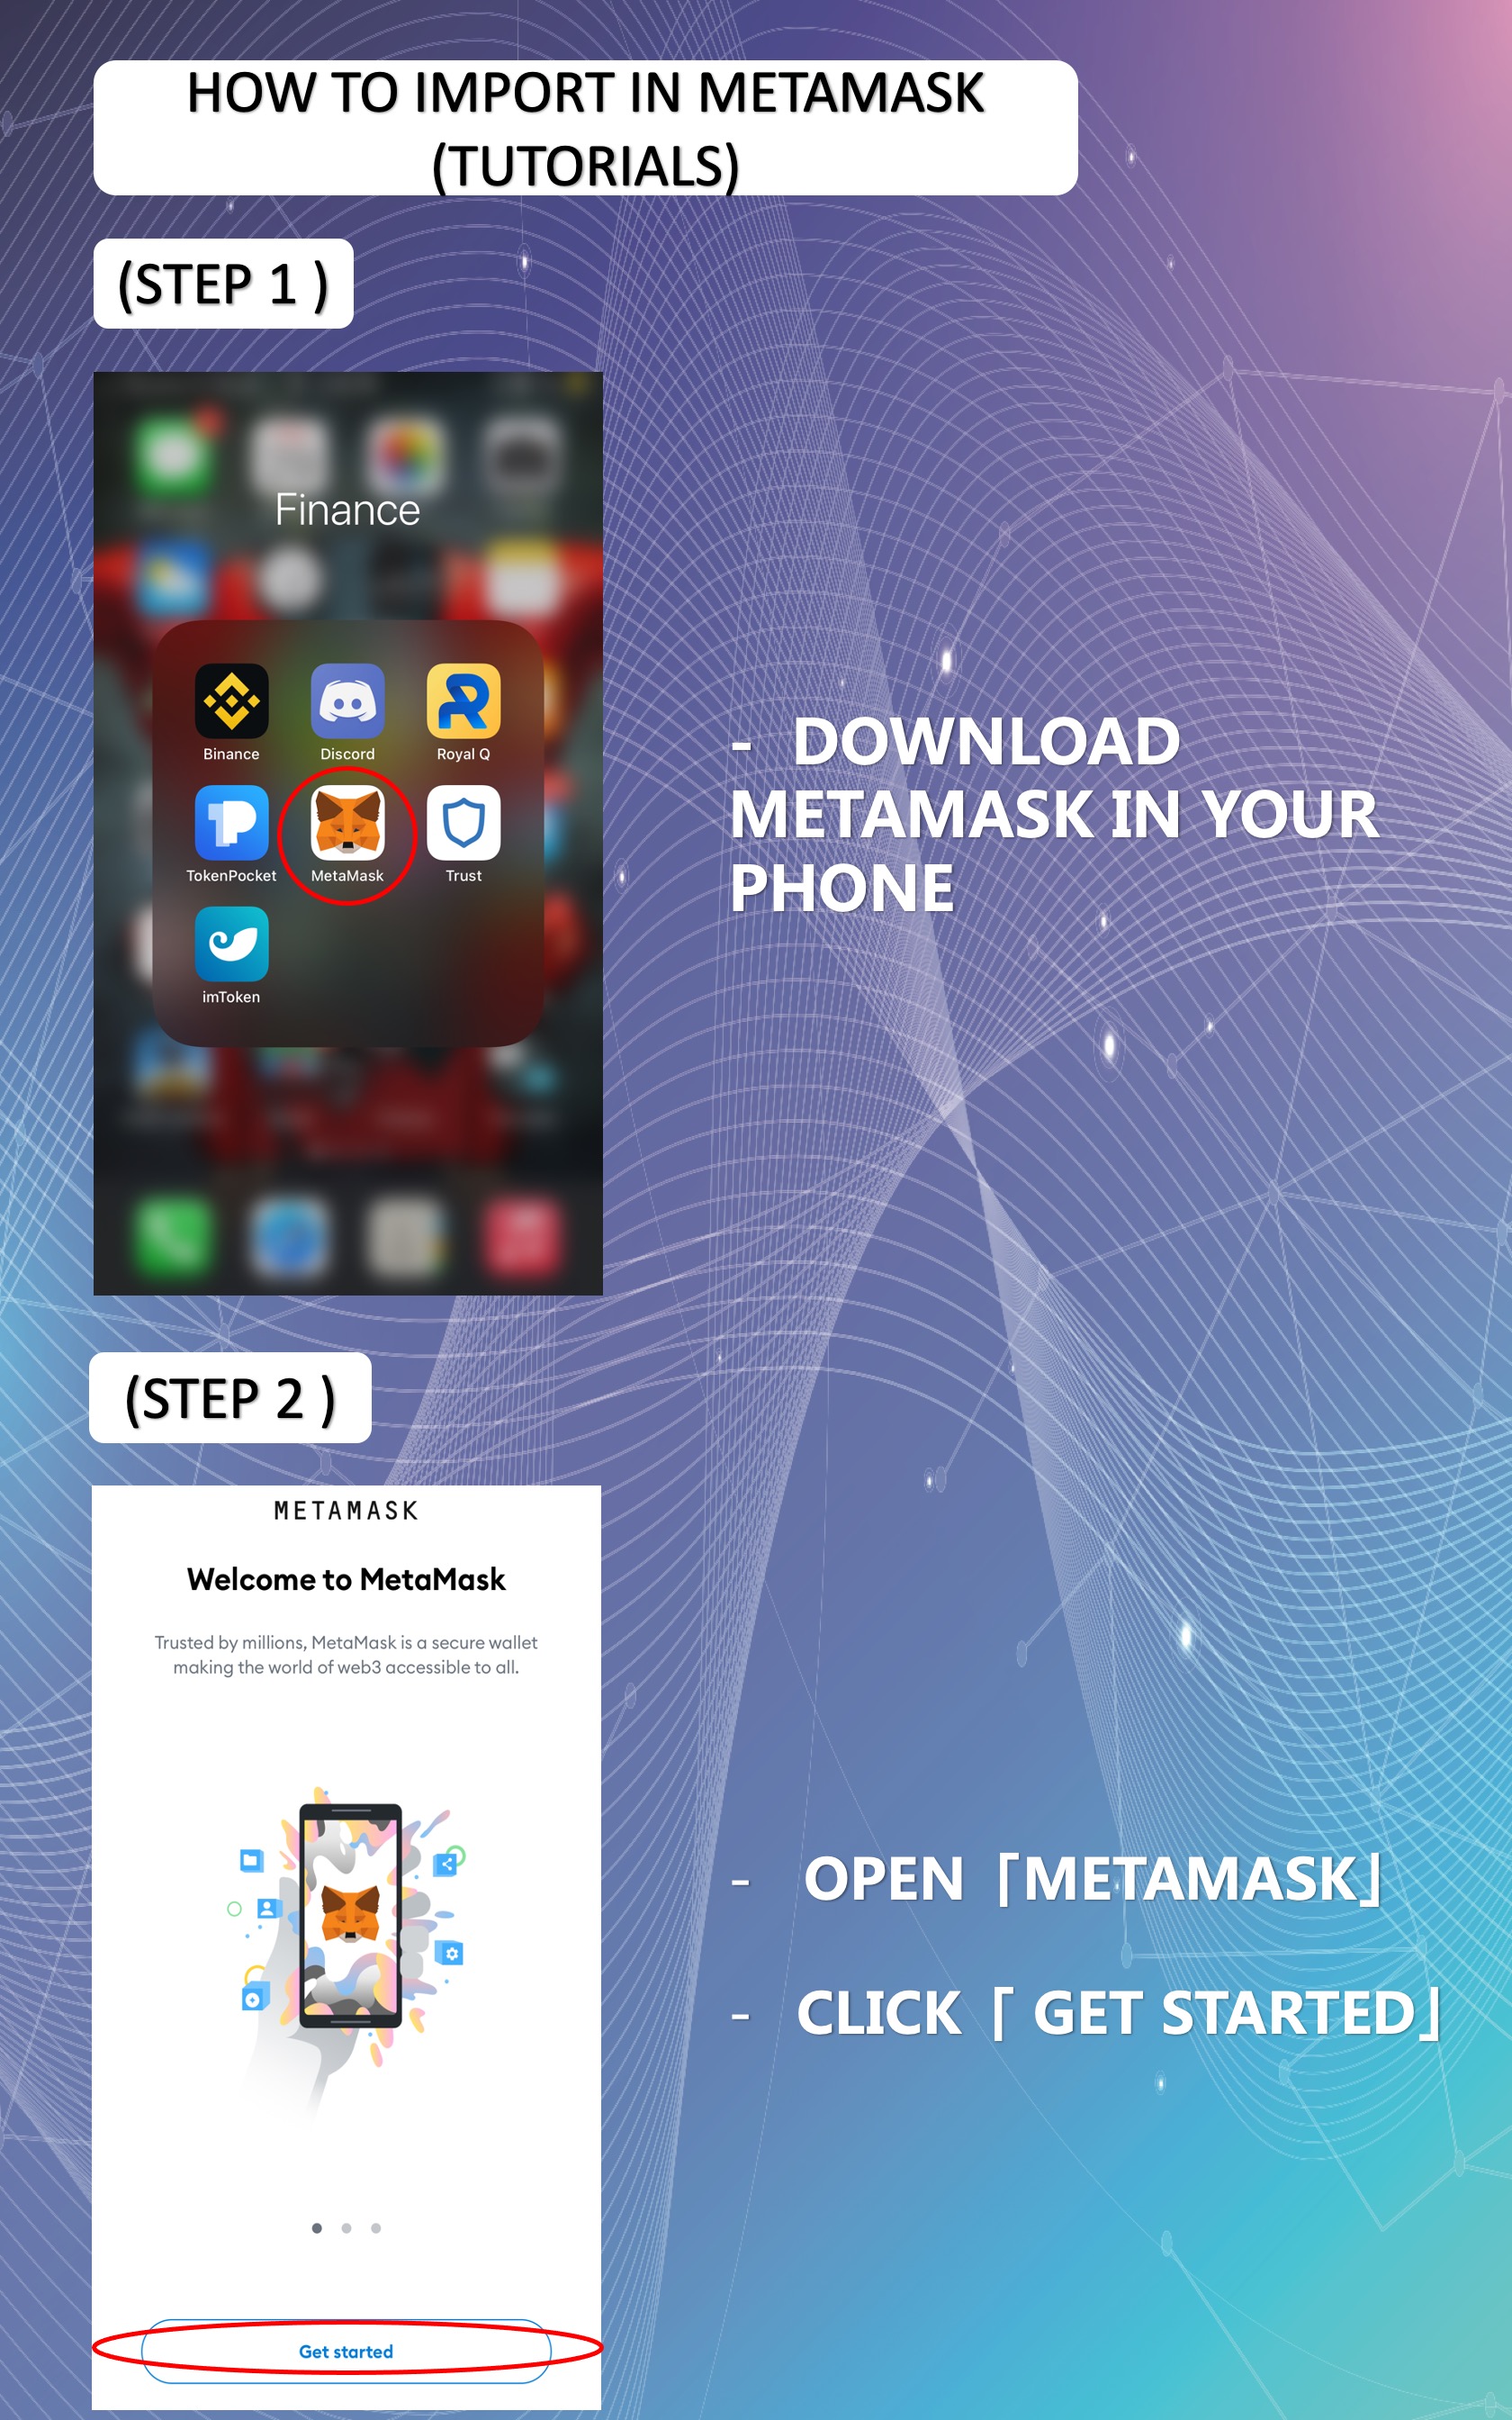 HOW TO IMPORT IN METAMASK
(TUTORIALS)
(STEP 1 )
Finance
Binance
Discord
Royal Q
TokenPocket
MetaMask
Trust
imToken
- DOWNLOAD
METAMASK IN YOUR
PHONE
(STEP 2 )
METAMASK
Welcome to MetaMask
Trusted by millions, MetaMask is a secure wallet
making the world of web3 accessible to all.
- OPEN「METAMASK」
- CLICK「 GET STARTED」
Get started